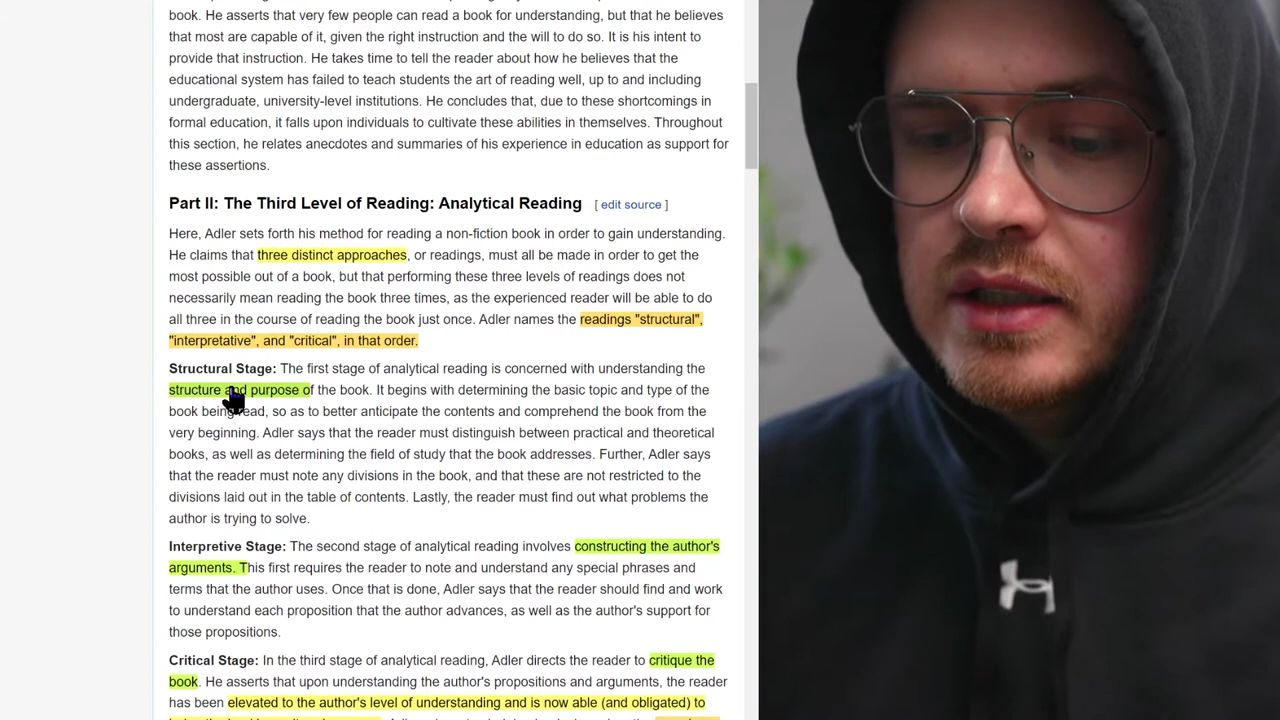 book. He asserts that very few people can read a book for understanding, but that he believes
that most are capable of it, given the right instruction and the will to do so. It is his intent to
provide that instruction. He takes time to tell the reader about how he believes that the
educational system has failed to teach students the art of reading well, up to and including
undergraduate, university-level institutions. He concludes that, due to these shortcomings in
formal education, it falls upon individuals to cultivate these abilities in themselves. Throughout
this section, he relates anecdotes and summaries of his experience in education as support for
these assertions.
Part II: The Third Level of Reading: Analytical Reading [ edit source ]
Here, Adler sets forth his method for reading a non-fiction book in order to gain understanding.
He claims that three distinct approaches, or readings, must all be made in order to get the
most possible out of a book, but that performing these three levels of readings does not
necessarily mean reading the book three times, as the experienced reader will be able to do
all three in the course of reading the book just once. Adler names the readings "structural",
"interpretative", and "critical", in that order.
Structural Stage: The first stage of analytical reading is concerned with understanding the
structure and purpose of the book. It begins with determining the basic topic and type of the
book being read, so as to better anticipate the contents and comprehend the book from the
very beginning. Adler says that the reader must distinguish between practical and theoretical
books, as well as determining the field of study that the book addresses. Further, Adler says
that the reader must note any divisions in the book, and that these are not restricted to the
divisions laid out in the table of contents. Lastly, the reader must find out what problems the
author is trying to solve.
Interpretive Stage: The second stage of analytical reading involves constructing the author's
arguments. This first requires the reader to note and understand any special phrases and
terms that the author uses. Once that is done, Adler says that the reader should find and work
to understand each proposition that the author advances, as well as the author's support for
those propositions.
Critical Stage: In the third stage of analytical reading, Adler directs the reader to critique the
book. He asserts that upon understanding the author's propositions and arguments, the reader
has been elevated to the author's level of understanding and is now able (and obligated) to